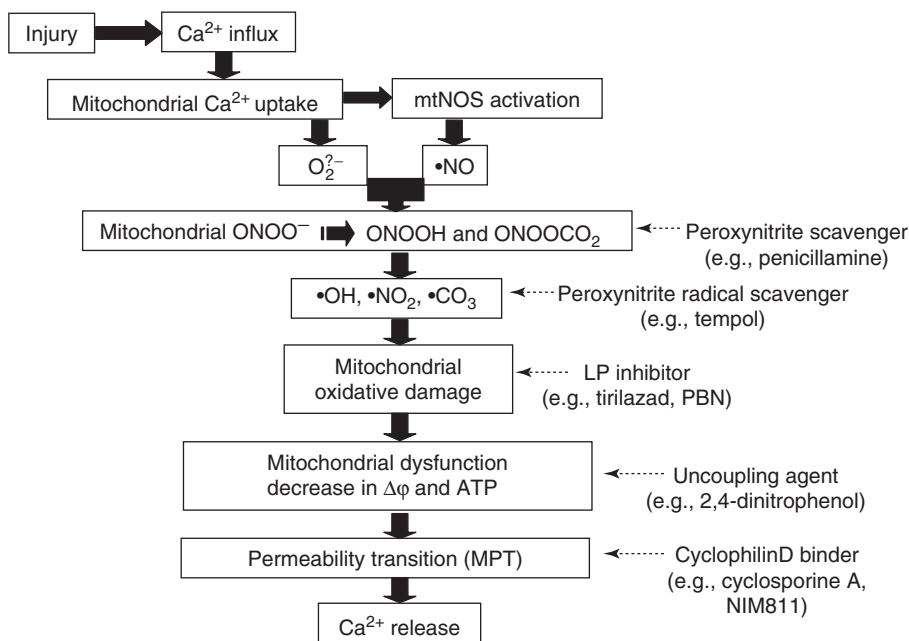 Injury
Ca²⁺ influx
Mitochondrial Ca²⁺ uptake
mtNOS activation
O₂?⁻
•NO
Mitochondrial ONOO⁻
ONOOH and ONOOCO₂
Peroxynitrite scavenger
(e.g., penicillamine)
•OH, •NO₂, •CO₃
Peroxynitrite radical scavenger
(e.g., tempol)
Mitochondrial
oxidative damage
LP inhibitor
(e.g., tirilazad, PBN)
Mitochondrial dysfunction
decrease in Δφ and ATP
Uncoupling agent
(e.g., 2,4-dinitrophenol)
Permeability transition (MPT)
CyclophilinD binder
(e.g., cyclosporine A,
NIM811)
Ca²⁺ release